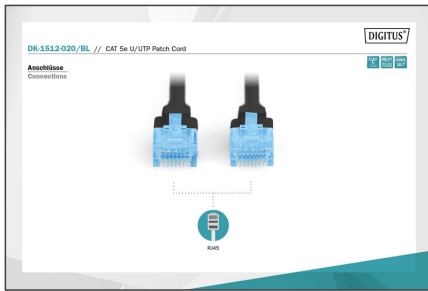 DIGITUS®
DK-1512-020/BL // CAT 5e U/UTP Patch Cord
Anschlüsse
Connections
RJ45